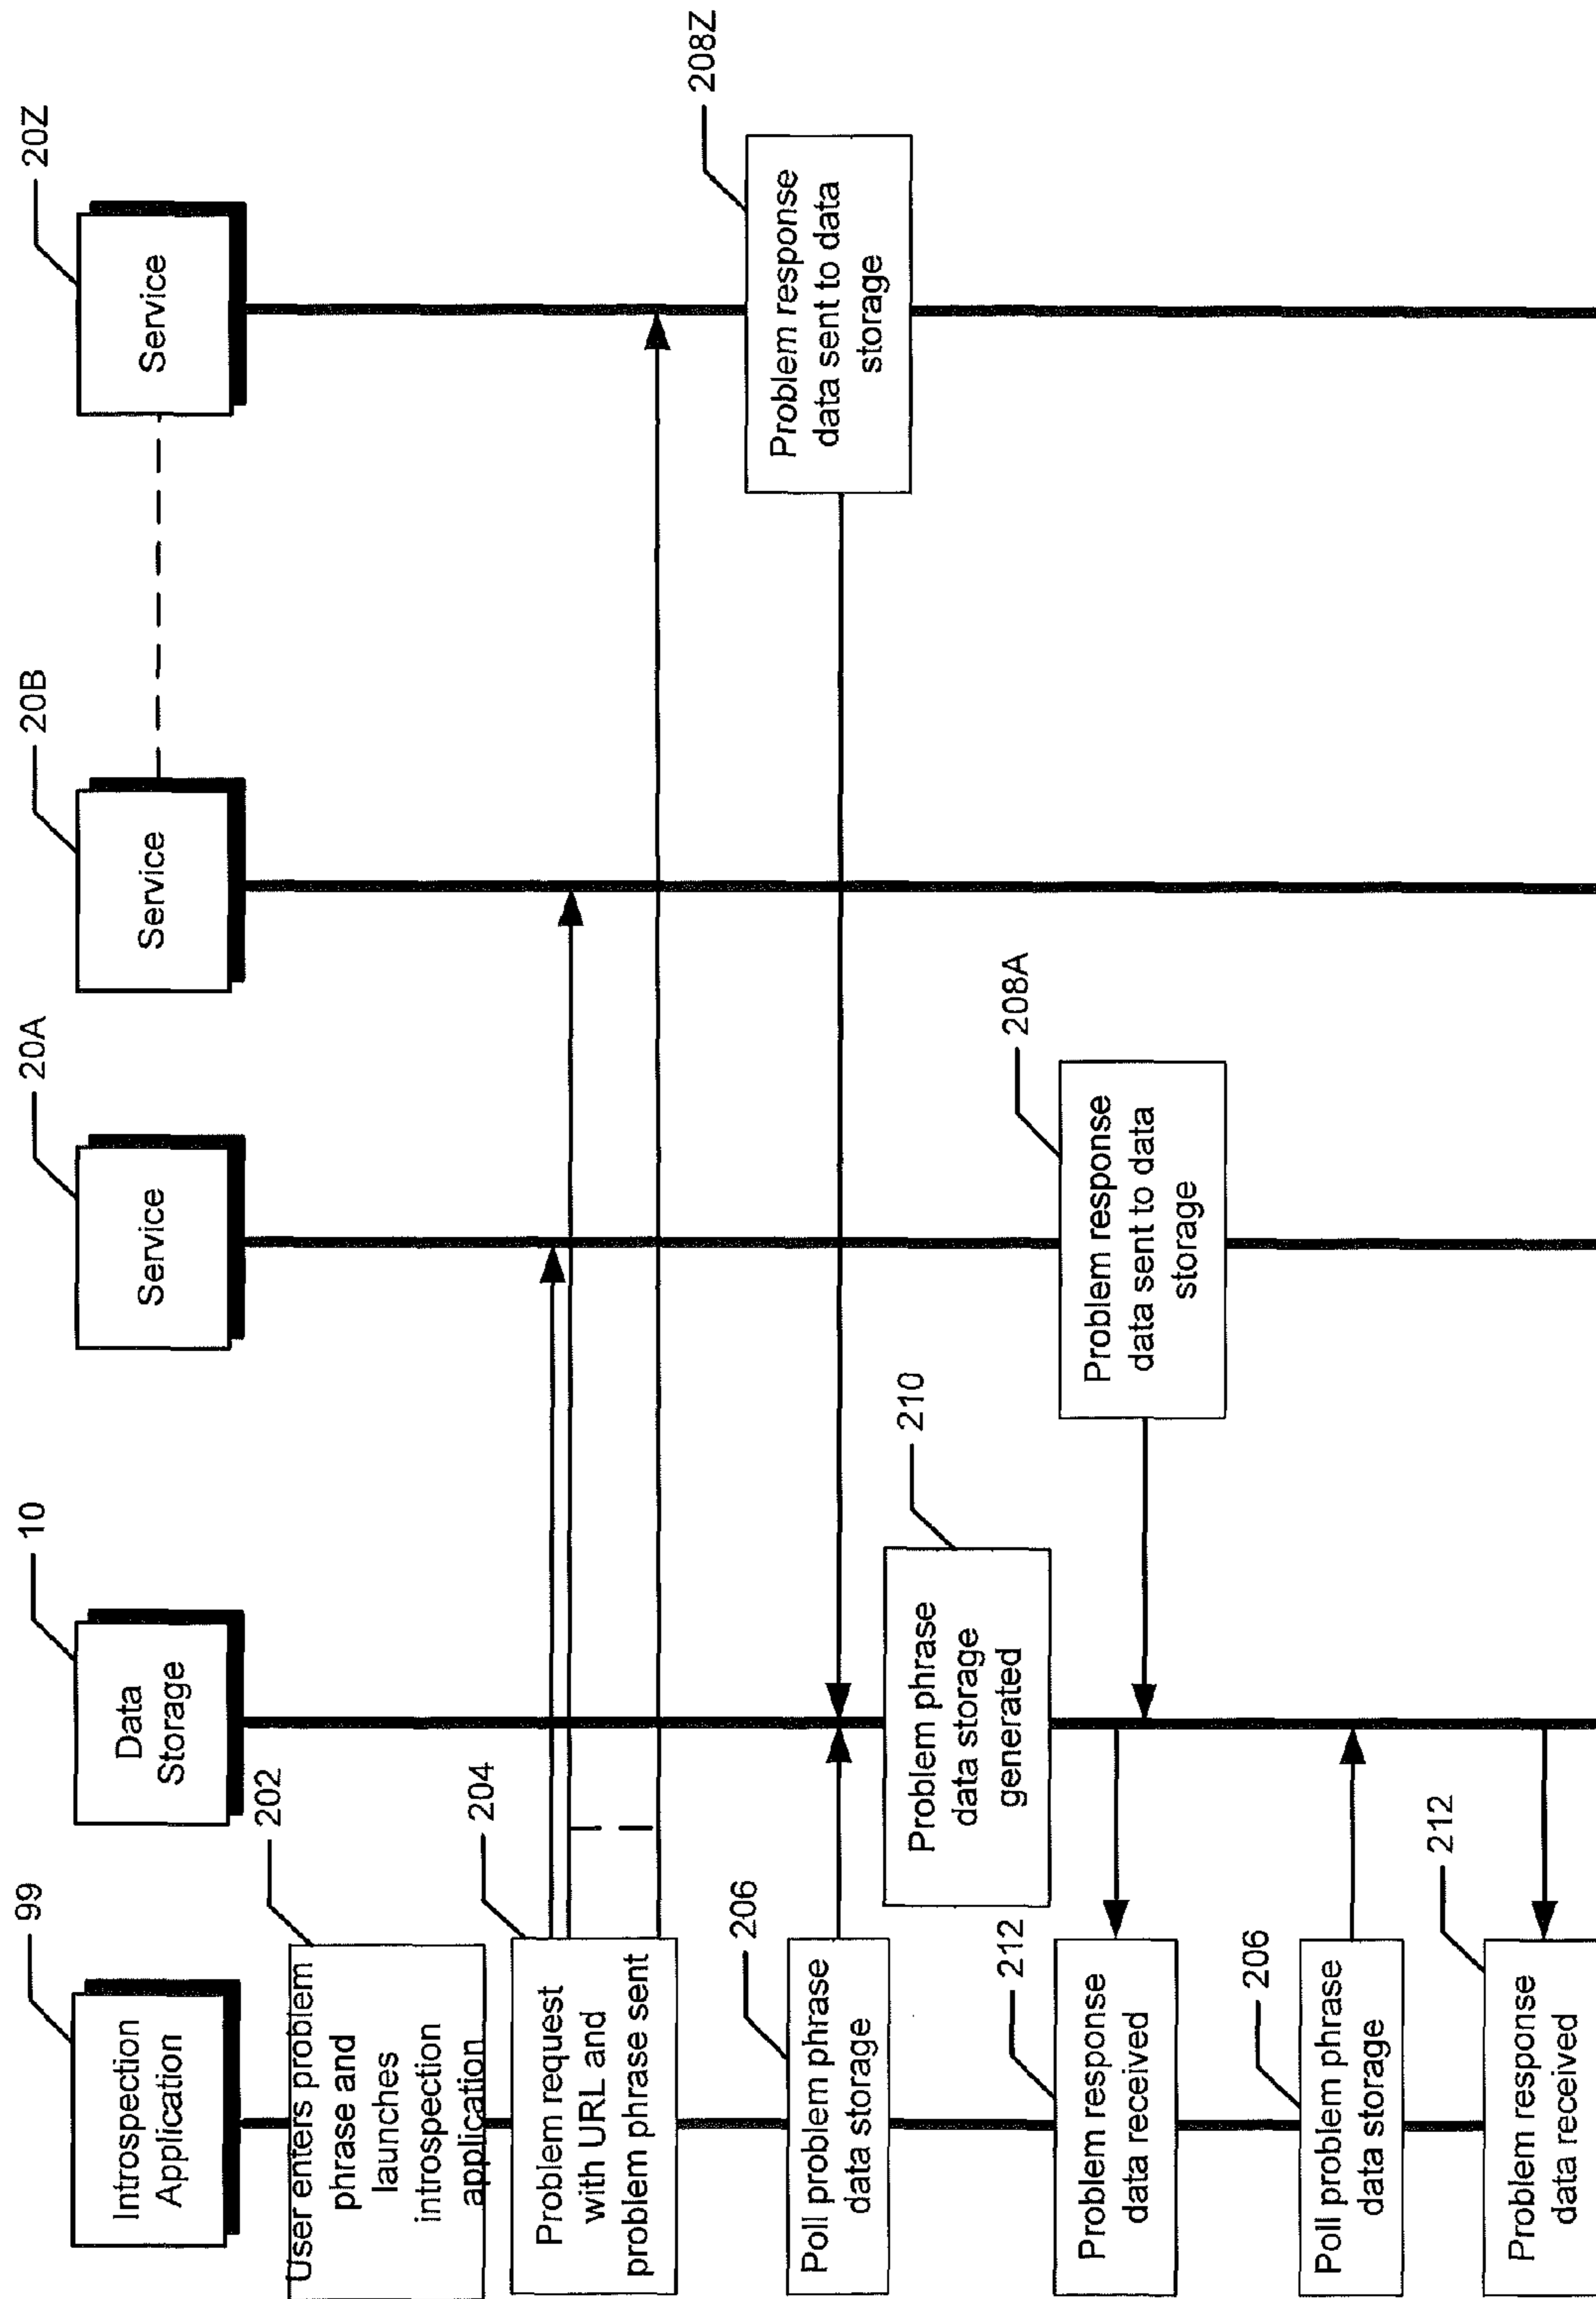 99
10
20A
20B
20Z
Introspection
Application
Data
Storage
Service
Service
Service
202
User enters problem
phrase and
launches
introspection
application
204
Problem request
with URL and
problem phrase sent
208Z
Problem response
data sent to data
storage
206
Poll problem phrase
data storage
210
Problem phrase
data storage
generated
208A
Problem response
data sent to data
storage
212
Problem response
data received
206
Poll problem phrase
data storage
212
Problem response
data received